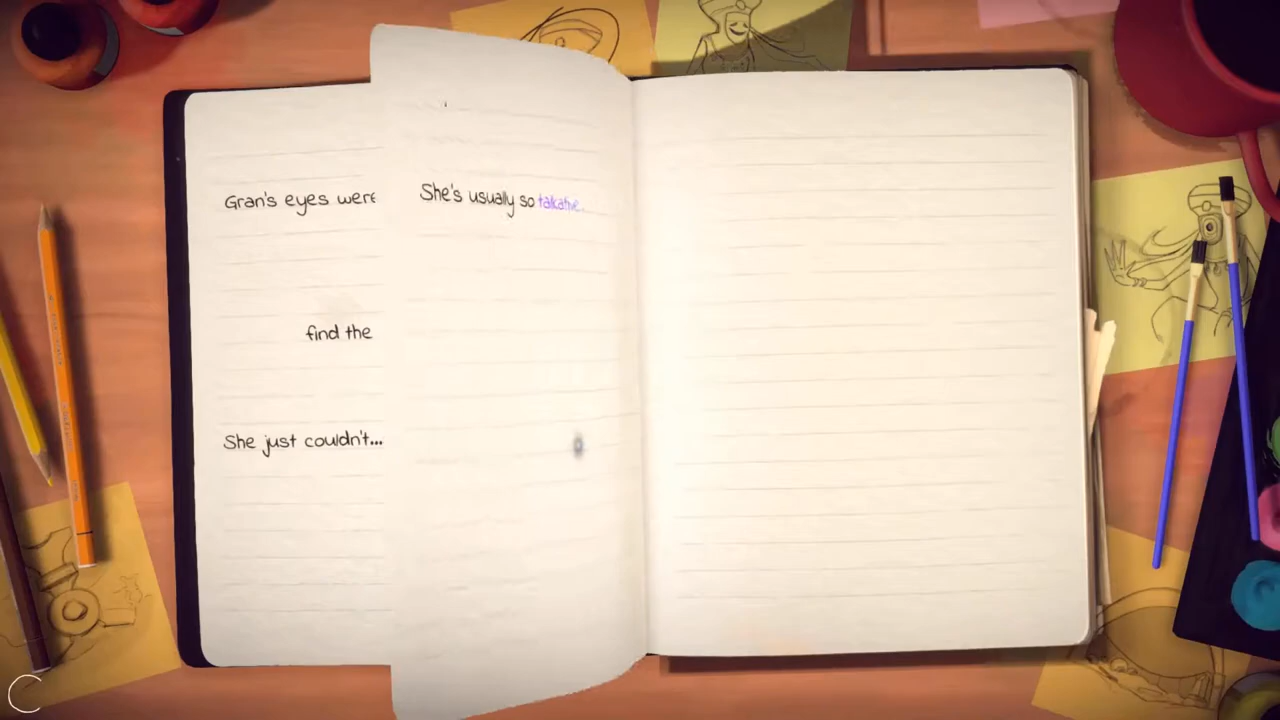 Gran's eyes were
find the
She just couldn't...
She's usually so talkative.